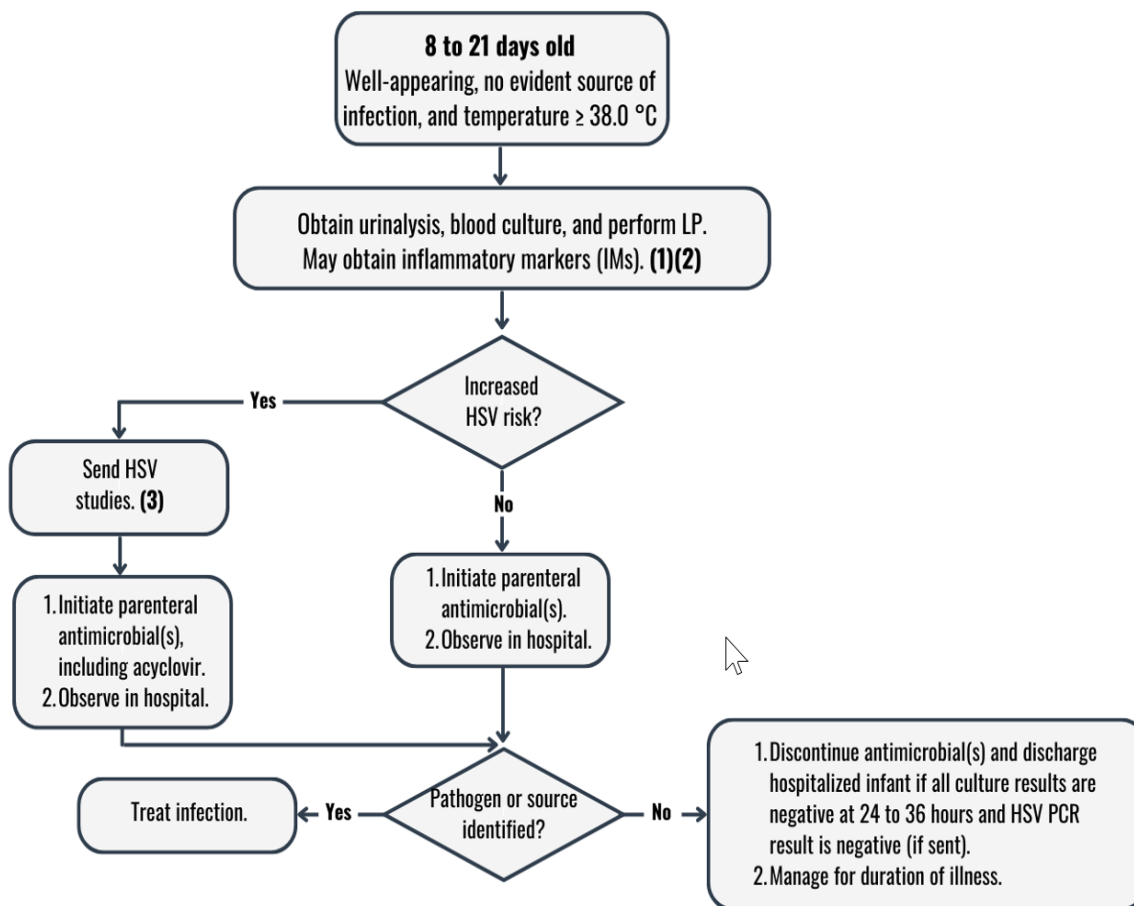 8 to 21 days old
Well-appearing, no evident source of
infection, and temperature ≥ 38.0 °C
Obtain urinalysis, blood culture, and perform LP.
May obtain inflammatory markers (IMs). (1)(2)
Increased
HSV risk?
Yes
Send HSV
studies. (3)
No
1. Initiate parenteral
antimicrobial(s),
including acyclovir.
2. Observe in hospital.
1. Initiate parenteral
antimicrobial(s).
2. Observe in hospital.
Pathogen or source
identified?
Yes
Treat infection.
No
1. Discontinue antimicrobial(s) and discharge
hospitalized infant if all culture results are
negative at 24 to 36 hours and HSV PCR
result is negative (if sent).
2. Manage for duration of illness.